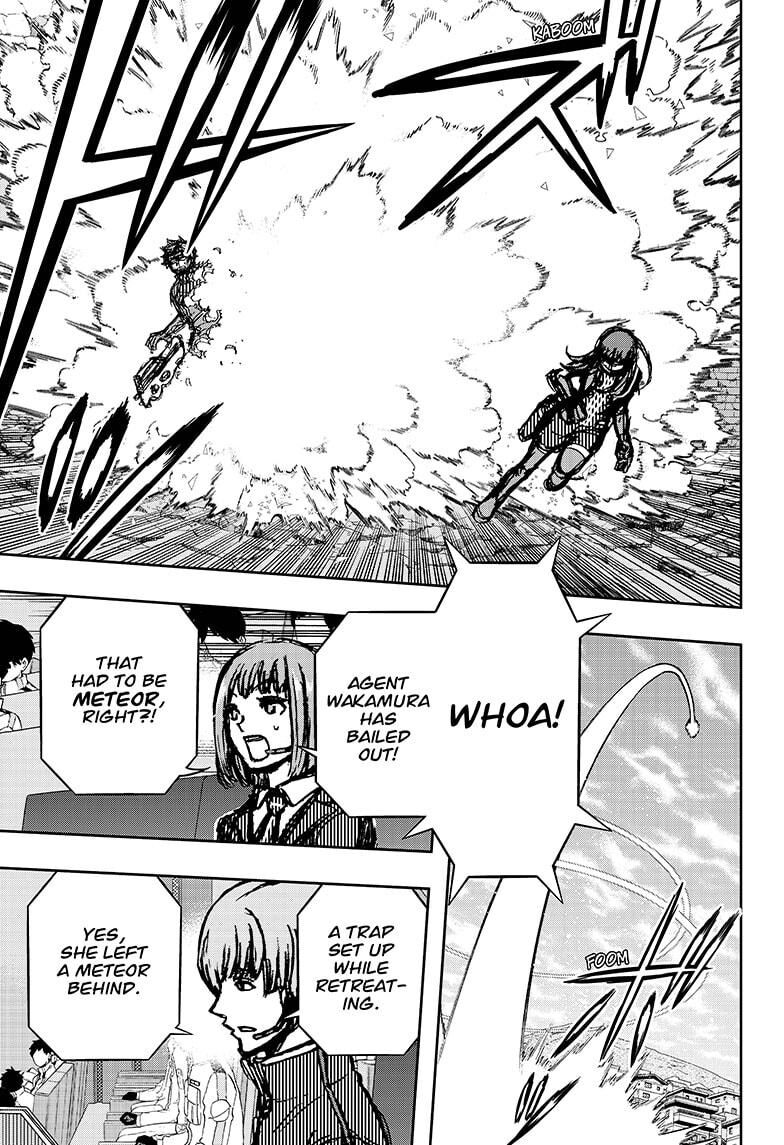 KABOOM
WHOA!
AGENT
WAKAMURA
HAS
BAILED
OUT!
THAT
HAD TO BE
METEOR,
RIGHT?!
FOOM
A TRAP
SET UP
WHILE
RETREAT-
ING.
YES,
SHE LEFT
A METEOR
BEHIND.